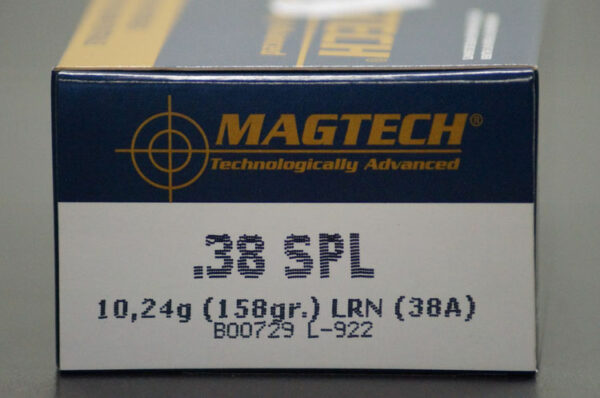 MAGTECH®
Technologically Advanced
.38 SPL
10,24g (158gr.) LRN (38A)
B00729 L-922